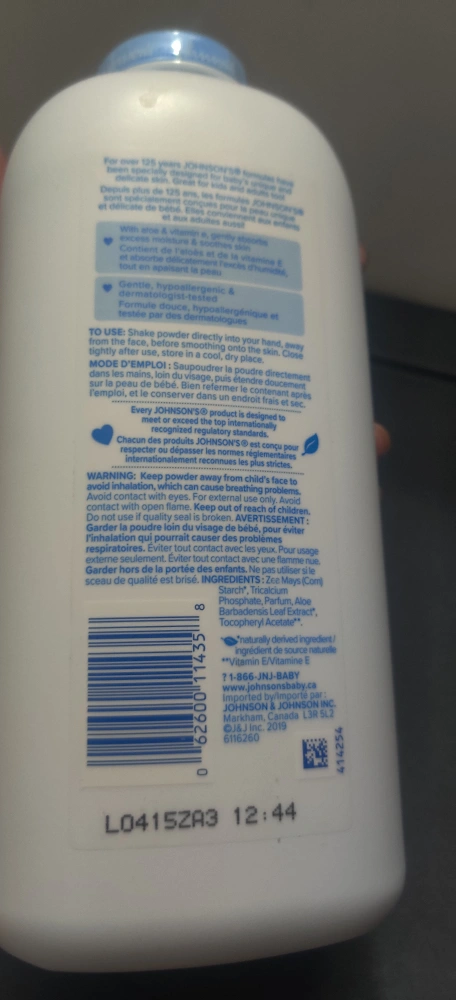 For over 125 years JOHNSON'S® formulas have
been specially designed for baby's unique and
delicate skin. Great for kids and adults too!
Depuis plus de 125 ans, les formules JOHNSON'S®
sont spécialement conçues pour la peau unique
et délicate de bébé. Elles conviennent aux enfants
et aux adultes aussi!
With aloe & vitamin E, gently absorbs
excess moisture & soothes skin
Contient de l'aloès et de la vitamine E
et absorbe délicatement l'excès d'humidité,
tout en apaisant la peau
Gentle, hypoallergenic &
dermatologist-tested
Formule douce, hypoallergénique et
testée par des dermatologues
TO USE: Shake powder directly into your hand, away
from the face, before smoothing onto the skin. Close
tightly after use, store in a cool, dry place.
MODE D'EMPLOI : Saupoudrer la poudre directement
dans les mains, loin du visage, puis étendre doucement
sur la peau de bébé. Bien refermer le contenant après
l'emploi, et le conserver dans un endroit frais et sec.
Every JOHNSON'S® product is designed to
meet or exceed the top internationally
recognized regulatory standards.
Chacun des produits JOHNSON'S® est conçu pour
respecter ou dépasser les normes réglementaires
internationalement reconnues les plus strictes.
WARNING: Keep powder away from child's face to
avoid inhalation, which can cause breathing problems.
Avoid contact with eyes. For external use only. Avoid
contact with open flame. Keep out of reach of children.
Do not use if quality seal is broken. AVERTISSEMENT :
Garder la poudre loin du visage de bébé, pour éviter
l'inhalation qui pourrait causer des problèmes
respiratoires. Éviter tout contact avec les yeux. Pour usage
externe seulement. Éviter tout contact avec une flamme nue.
Garder hors de la portée des enfants. Ne pas utiliser si le
sceau de qualité est brisé. INGREDIENTS : Zea Mays (Corn)
Starch*, Tricalcium
Phosphate, Parfum, Aloe
Barbadensis Leaf Extract*,
Tocopheryl Acetate**.
*naturally derived ingredient/
ingrédient de source naturelle
**Vitamin E/Vitamine E
? 1-866-JNJ-BABY
www.johnsonsbaby.ca
Imported by/Importé par :
JOHNSON & JOHNSON INC.
Markham, Canada L3R 5L2
©J&J Inc. 2019
6116260
414254
0 62600 11435 8
L0415ZA3 12:44